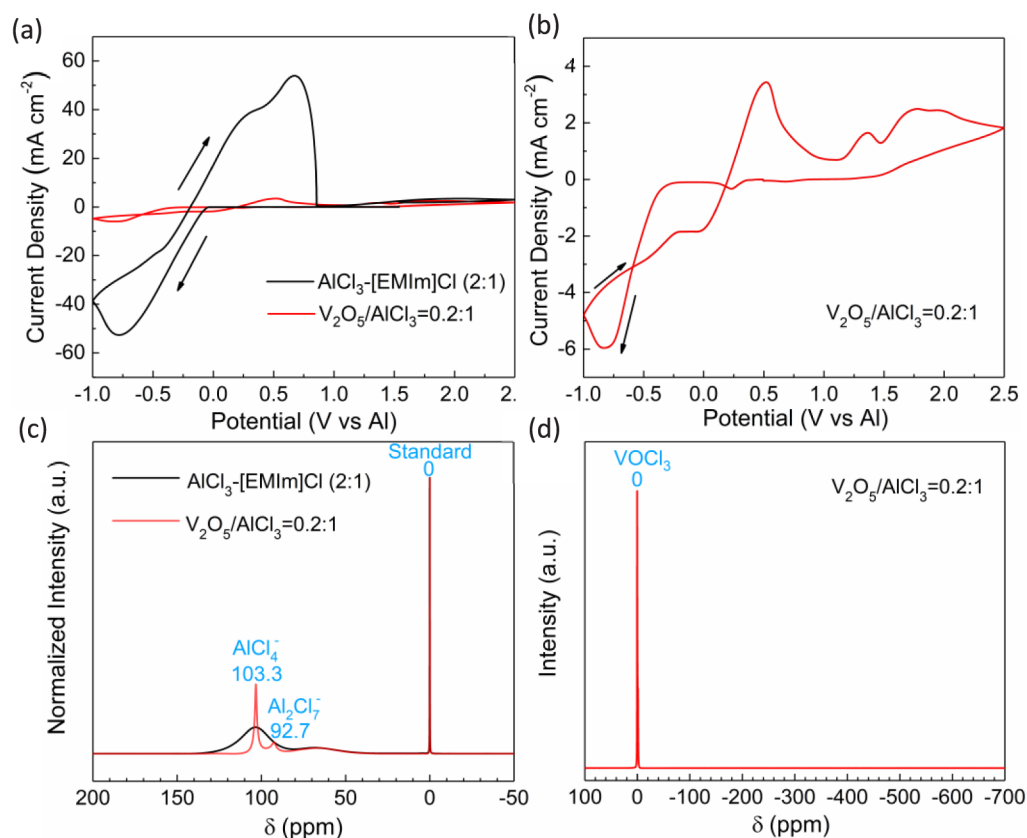 (a)
60
40
20
0
-20
-40
-60
Current Density (mA cm⁻²)
AlCl₃-[EMIm]Cl (2:1)
V₂O₅/AlCl₃=0.2:1
-1.0 -0.5 0.0 0.5 1.0 1.5 2.0 2.
Potential (V vs Al)
(b)
4
2
0
-2
-4
-6
Current Density (mA cm⁻²)
V₂O₅/AlCl₃=0.2:1
-1.0 -0.5 0.0 0.5 1.0 1.5 2.0 2.5
Potential (V vs Al)
(c)
Normalized Intensity (a.u.)
AlCl₃-[EMIm]Cl (2:1)
V₂O₅/AlCl₃=0.2:1
Standard
0
AlCl₄⁻
103.3
Al₂Cl₇⁻
92.7
200 150 100 50 0 -50
δ (ppm)
(d)
Intensity (a.u.)
VOCl₃
0
V₂O₅/AlCl₃=0.2:1
100 0 -100 -200 -300 -400 -500 -600 -700
δ (ppm)